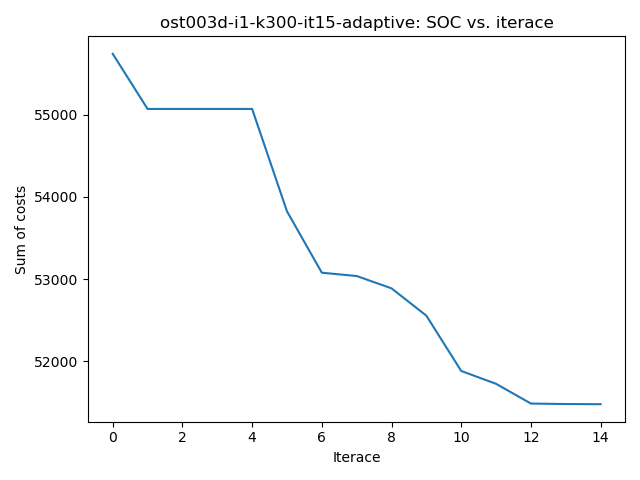 ost003d-i1-k300-it15-adaptive: SOC vs. iterace
Sum of costs
55000
54000
53000
52000
0 2 4 6 8 10 12 14
Iterace